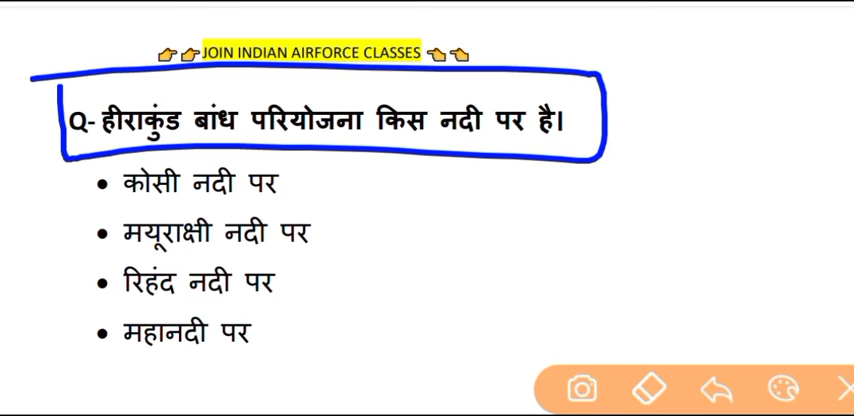 👉 👉 JOIN INDIAN AIRFORCE CLASSES 👈 👈
Q- हीराकुंड बांध परियोजना किस नदी पर है।
• कोसी नदी पर
• मयूराक्षी नदी पर
• रिहंद नदी पर
• महानदी पर